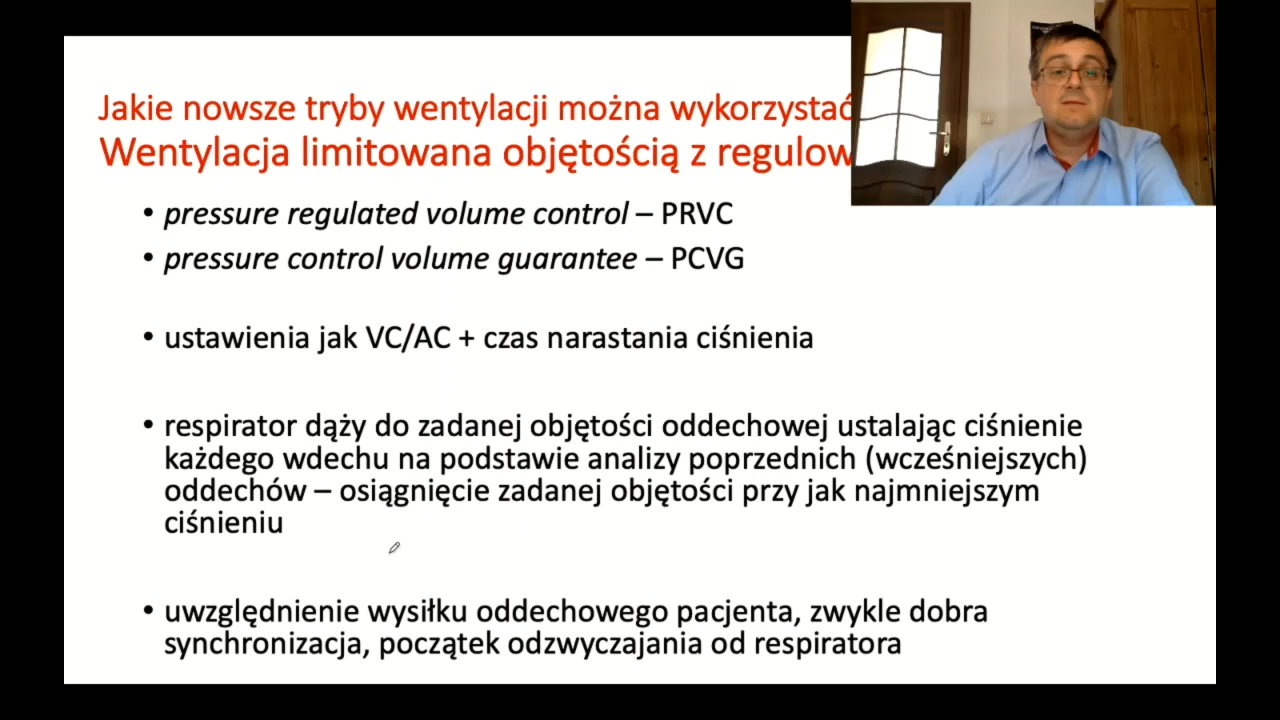 Jakie nowsze tryby wentylacji można wykorzystać
Wentylacja limitowana objętością z
• pressure regulated volume control – PRVC
• pressure control volume guarantee – PCVG
• ustawienia jak VC/AC + czas narastania ciśnienia
• respirator dąży do zadanej objętości oddechowej ustalając ciśnienie
każdego wdechu na podstawie analizy poprzednich (wcześniejszych)
oddechów – osiągnięcie zadanej objętości przy jak najmniejszym
ciśnieniu
• uwzględnienie wysiłku oddechowego pacjenta, zwykle dobra
synchronizacja, początek odzwyczajania od respiratora